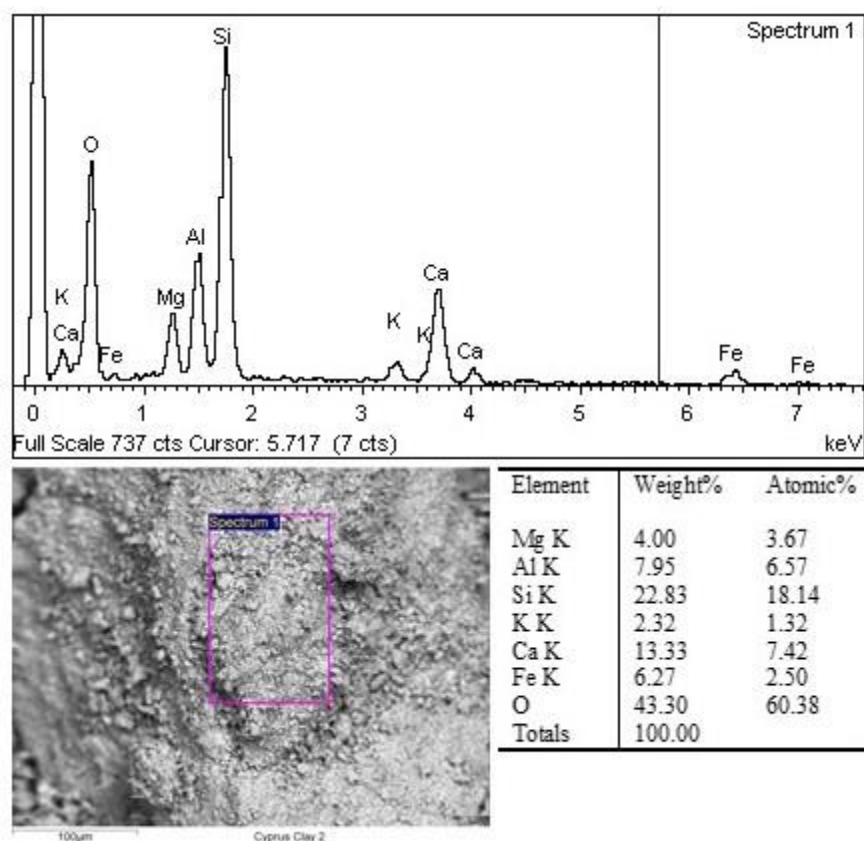 Spectrum 1
Si
O
Al
Mg
K
Ca
Fe
K
K
Ca
Ca
Fe
Fe
0 1 2 3 4 5 6 7
Full Scale 737 cts Cursor: 5.717 (7 cts) keV
Spectrum 1
100µm Cyprus Clay 2
Element Weight% Atomic%
Mg K 4.00 3.67
Al K 7.95 6.57
Si K 22.83 18.14
K K 2.32 1.32
Ca K 13.33 7.42
Fe K 6.27 2.50
O 43.30 60.38
Totals 100.00